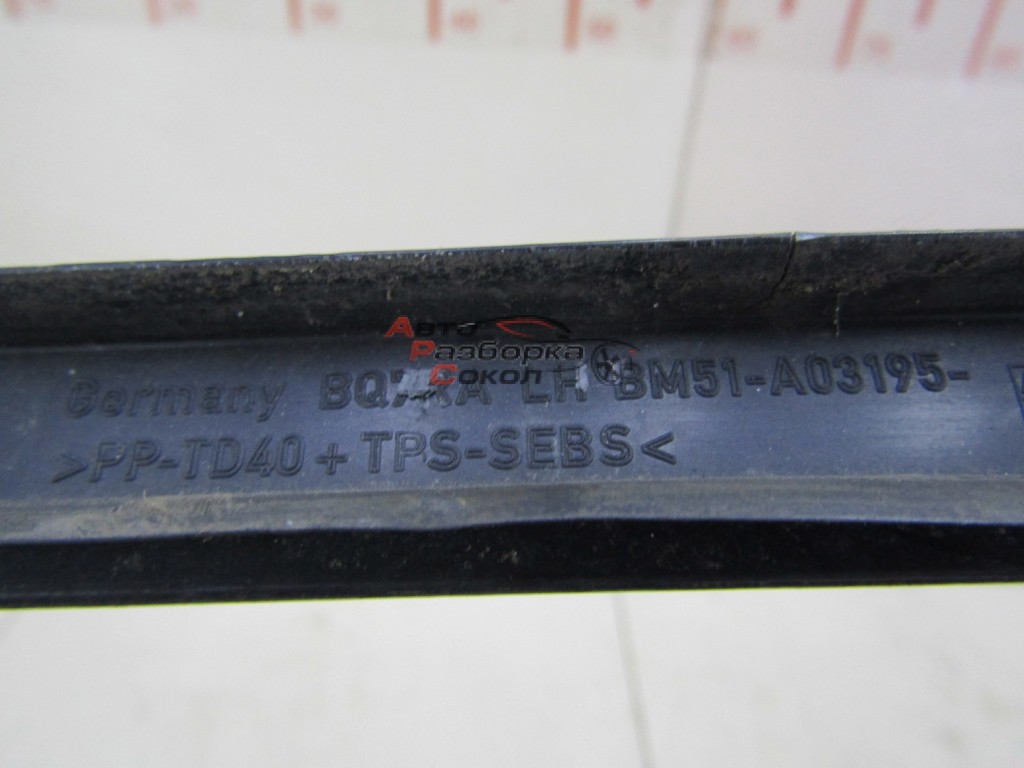 Авто
Разборка
Сокол
Germany LH BM51-A03195-
>PP-TD40+TPS-SEBS<